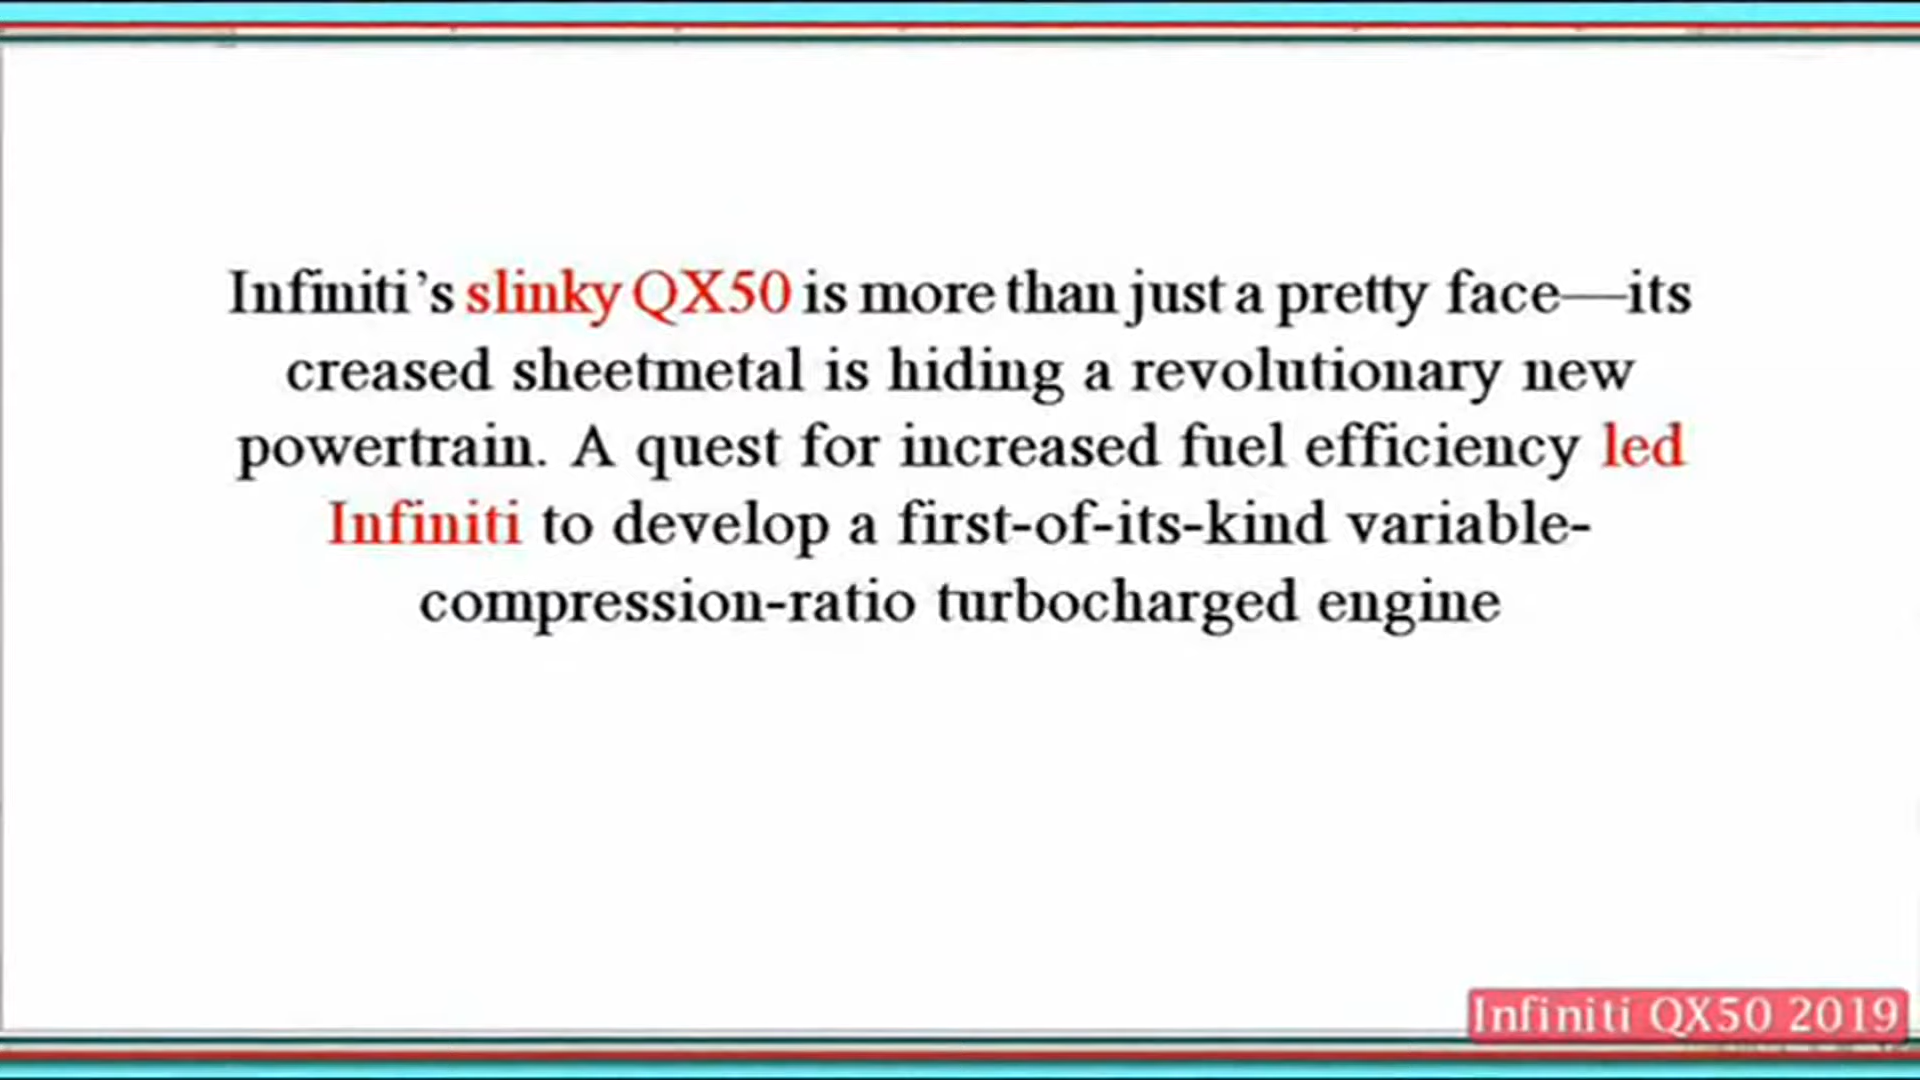 Infiniti’s slinky QX50 is more than just a pretty face—its
creased sheetmetal is hiding a revolutionary new
powertrain. A quest for increased fuel efficiency led
Infiniti to develop a first-of-its-kind variable-
compression-ratio turbocharged engine
Infiniti QX50 2019